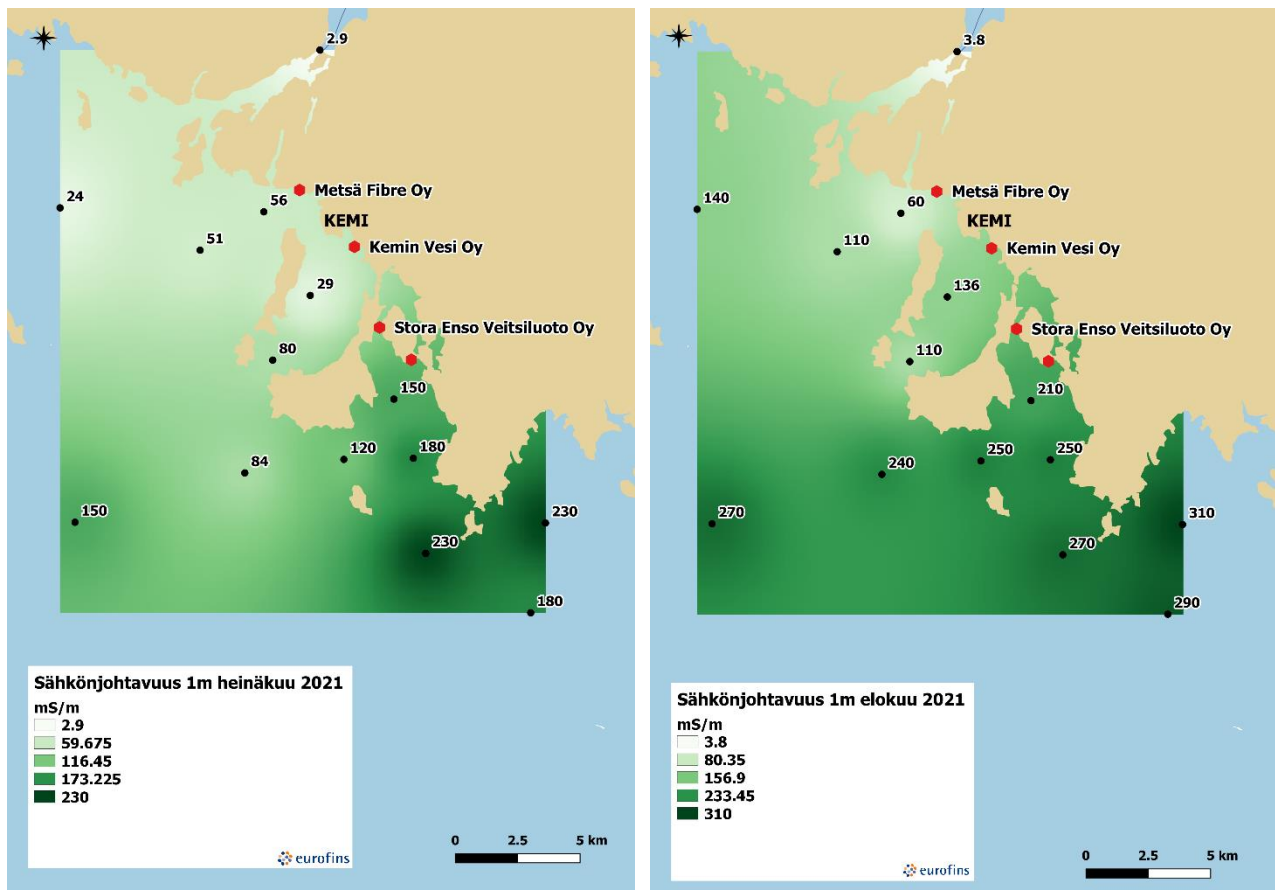 2.9
24
56
Metsä Fibre Oy
KEMI
51
Kemin Vesi Oy
29
Stora Enso Veitsiluoto Oy
80
150
120
180
84
150
230
230
180
Sähkönjohtavuus 1m heinäkuu 2021
mS/m
2.9
59.675
116.45
173.225
230
eurofins
0 2.5 5 km
3.8
140
60
Metsä Fibre Oy
KEMI
110
Kemin Vesi Oy
136
Stora Enso Veitsiluoto Oy
110
210
250
250
240
270
310
270
290
Sähkönjohtavuus 1m elokuu 2021
mS/m
3.8
80.35
156.9
233.45
310
eurofins
0 2.5 5 km